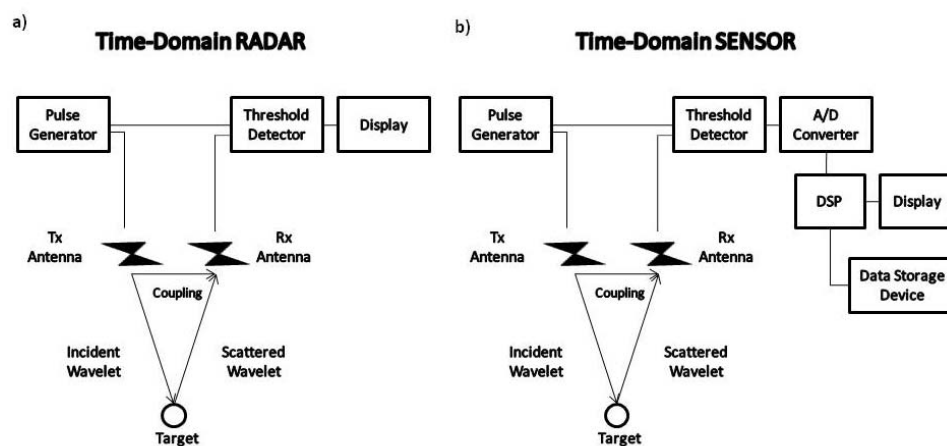 a)
Time-Domain RADAR
Pulse
Generator
Threshold
Detector
Display
Tx
Antenna
Rx
Antenna
Coupling
Incident
Wavelet
Scattered
Wavelet
Target
b)
Time-Domain SENSOR
Pulse
Generator
Threshold
Detector
A/D
Converter
DSP
Display
Tx
Antenna
Rx
Antenna
Data Storage
Device
Coupling
Incident
Wavelet
Scattered
Wavelet
Target